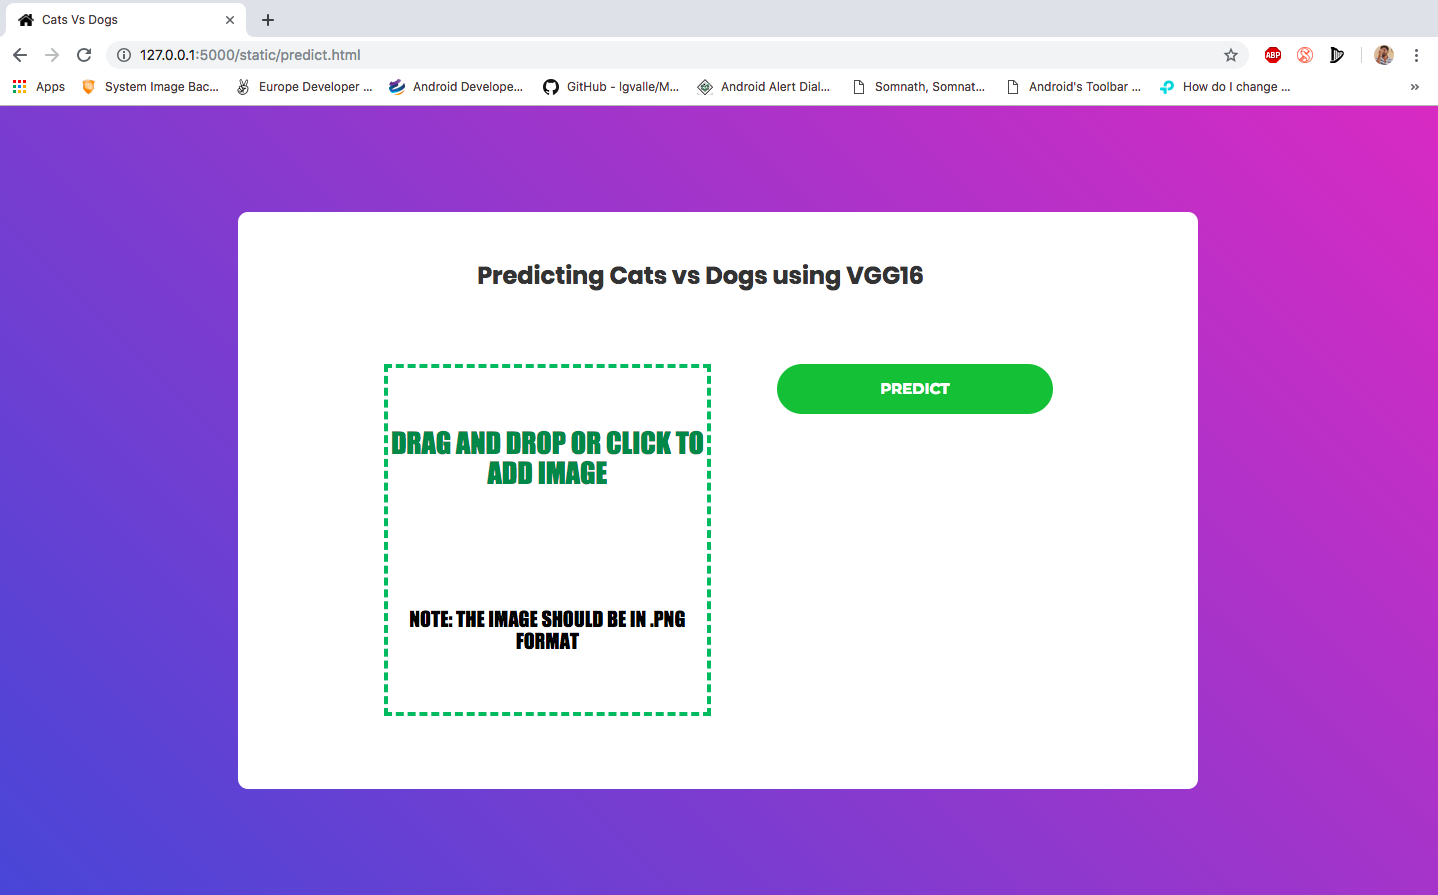 Cats Vs Dogs
127.0.0.1:5000/static/predict.html
ABP
Apps
System Image Bac...
Europe Developer ...
Android Develope...
GitHub - lgvalle/M...
Android Alert Dial...
Somnath, Somnat...
Android's Toolbar ...
How do I change ...
»
Predicting Cats vs Dogs using VGG16
DRAG AND DROP OR CLICK TO
ADD IMAGE
PREDICT
NOTE: THE IMAGE SHOULD BE IN .PNG
FORMAT